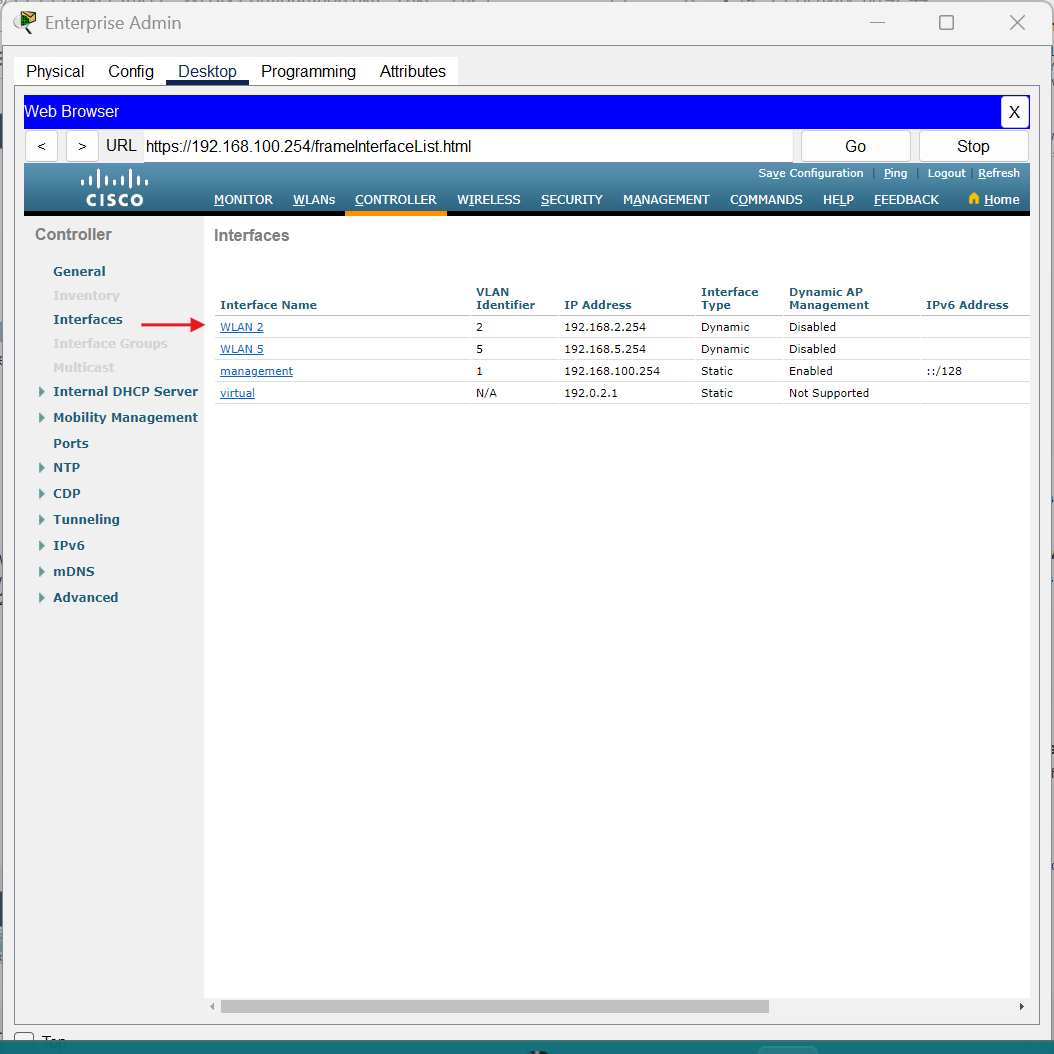 Enterprise Admin
Physical Config Desktop Programming Attributes
Web Browser X
< > URL https://192.168.100.254/frameInterfaceList.html Go Stop
Save Configuration Ping Logout Refresh
CISCO
MONITOR WLANs CONTROLLER WIRELESS SECURITY MANAGEMENT COMMANDS HELP FEEDBACK Home
Controller
General
Inventory
Interfaces
Interface Groups
Multicast
Internal DHCP Server
Mobility Management
Ports
NTP
CDP
Tunneling
IPv6
mDNS
Advanced
Interfaces
Interface Name VLAN Identifier IP Address Interface Type Dynamic AP Management IPv6 Address
WLAN 2 2 192.168.2.254 Dynamic Disabled
WLAN 5 5 192.168.5.254 Dynamic Disabled
management 1 192.168.100.254 Static Enabled ::/128
virtual N/A 192.0.2.1 Static Not Supported
Top